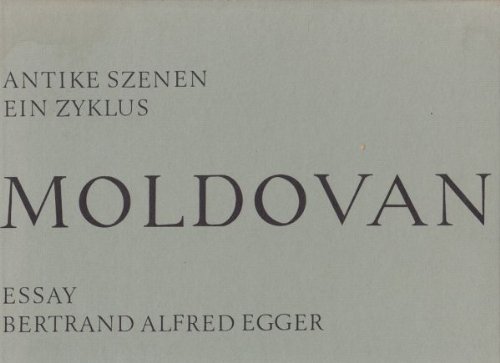 ANTIKE SZENEN
EIN ZYKLUS
MOLDOVAN
ESSAY
BERTRAND ALFRED EGGER